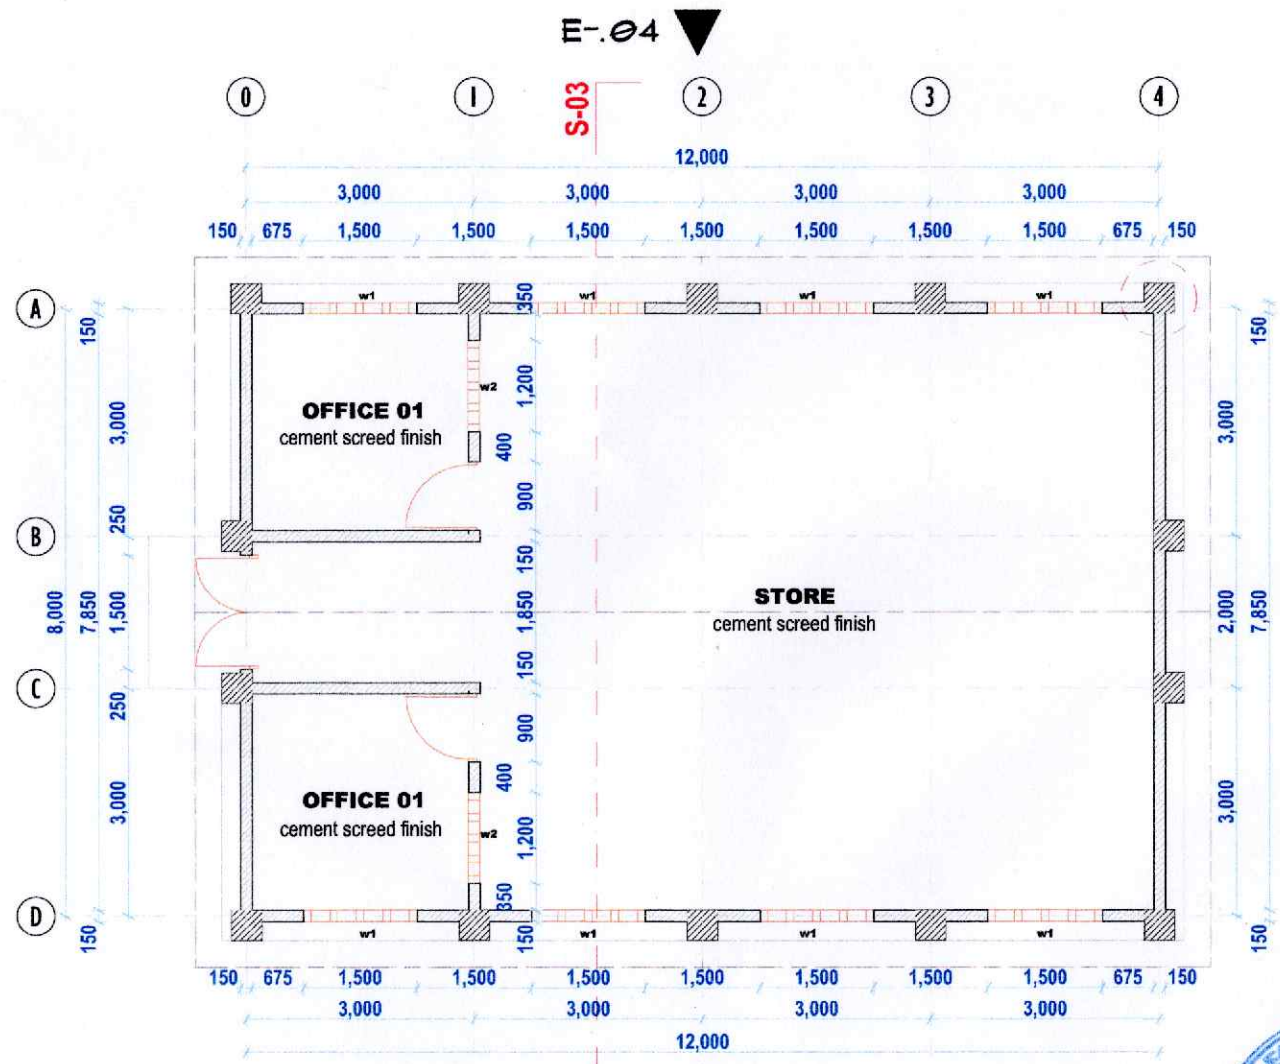 E-.04
0 1 2 3 4
S-03
12,000
3,000 3,000 3,000 3,000
150 675 1,500 1,500 1,500 1,500 1,500 1,500 1,500 675 150
w1 w1 w1 w1
A
150
350
150
w2
1,200
OFFICE 01
cement screed finish
3,000
3,000
400
900
250
B
150
STORE
cement screed finish
8,000
7,850
1,500
1,850
2,000
7,850
150
C
250
900
400
OFFICE 01
cement screed finish
3,000
3,000
w2
1,200
350
D
150
150
150
w1 w1 w1 w1
150 675 1,500 1,500 1,500 1,500 1,500 1,500 1,500 675 150
3,000 3,000 3,000 3,000
12,000